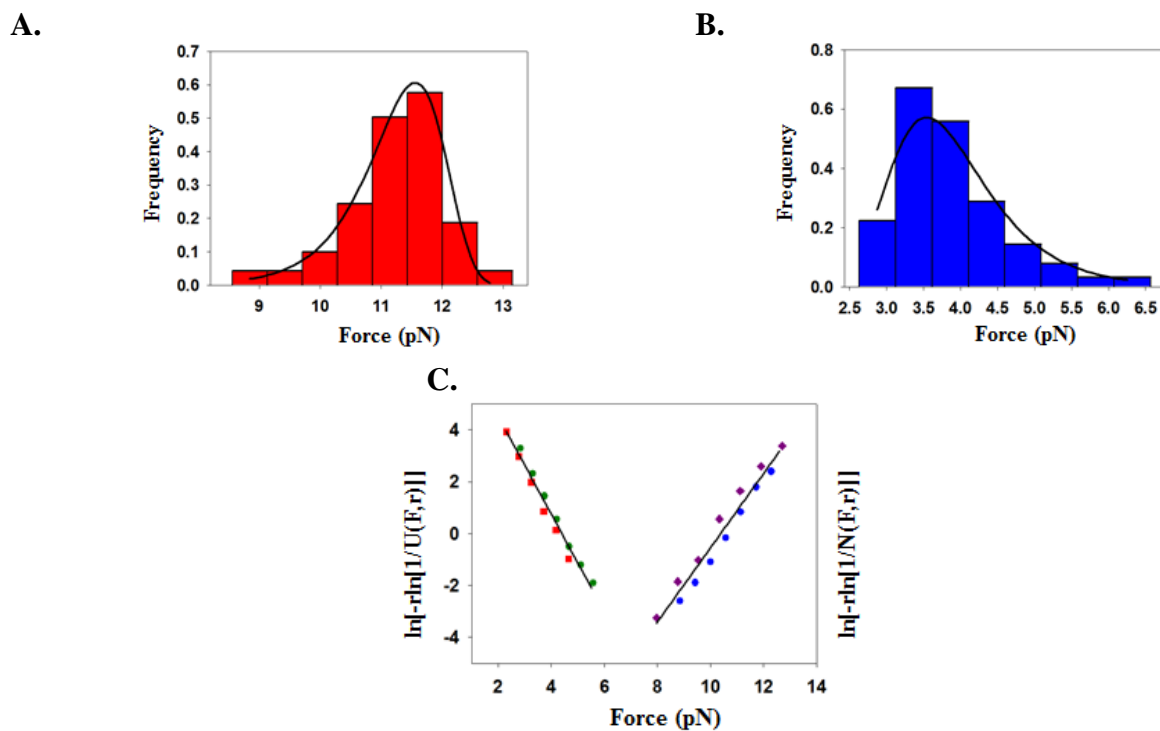 A.
B.
0.7
0.6
0.5
0.4
0.3
0.2
0.1
0.0
Frequency
9 10 11 12 13
Force (pN)
0.8
0.6
0.4
0.2
0.0
Frequency
2.5 3.0 3.5 4.0 4.5 5.0 5.5 6.0 6.5
Force (pN)
C.
4
2
0
-2
-4
ln[-rln[1/U(F,r)]]
ln[-rln[1/N(F,r)]]
2 4 6 8 10 12 14
Force (pN)